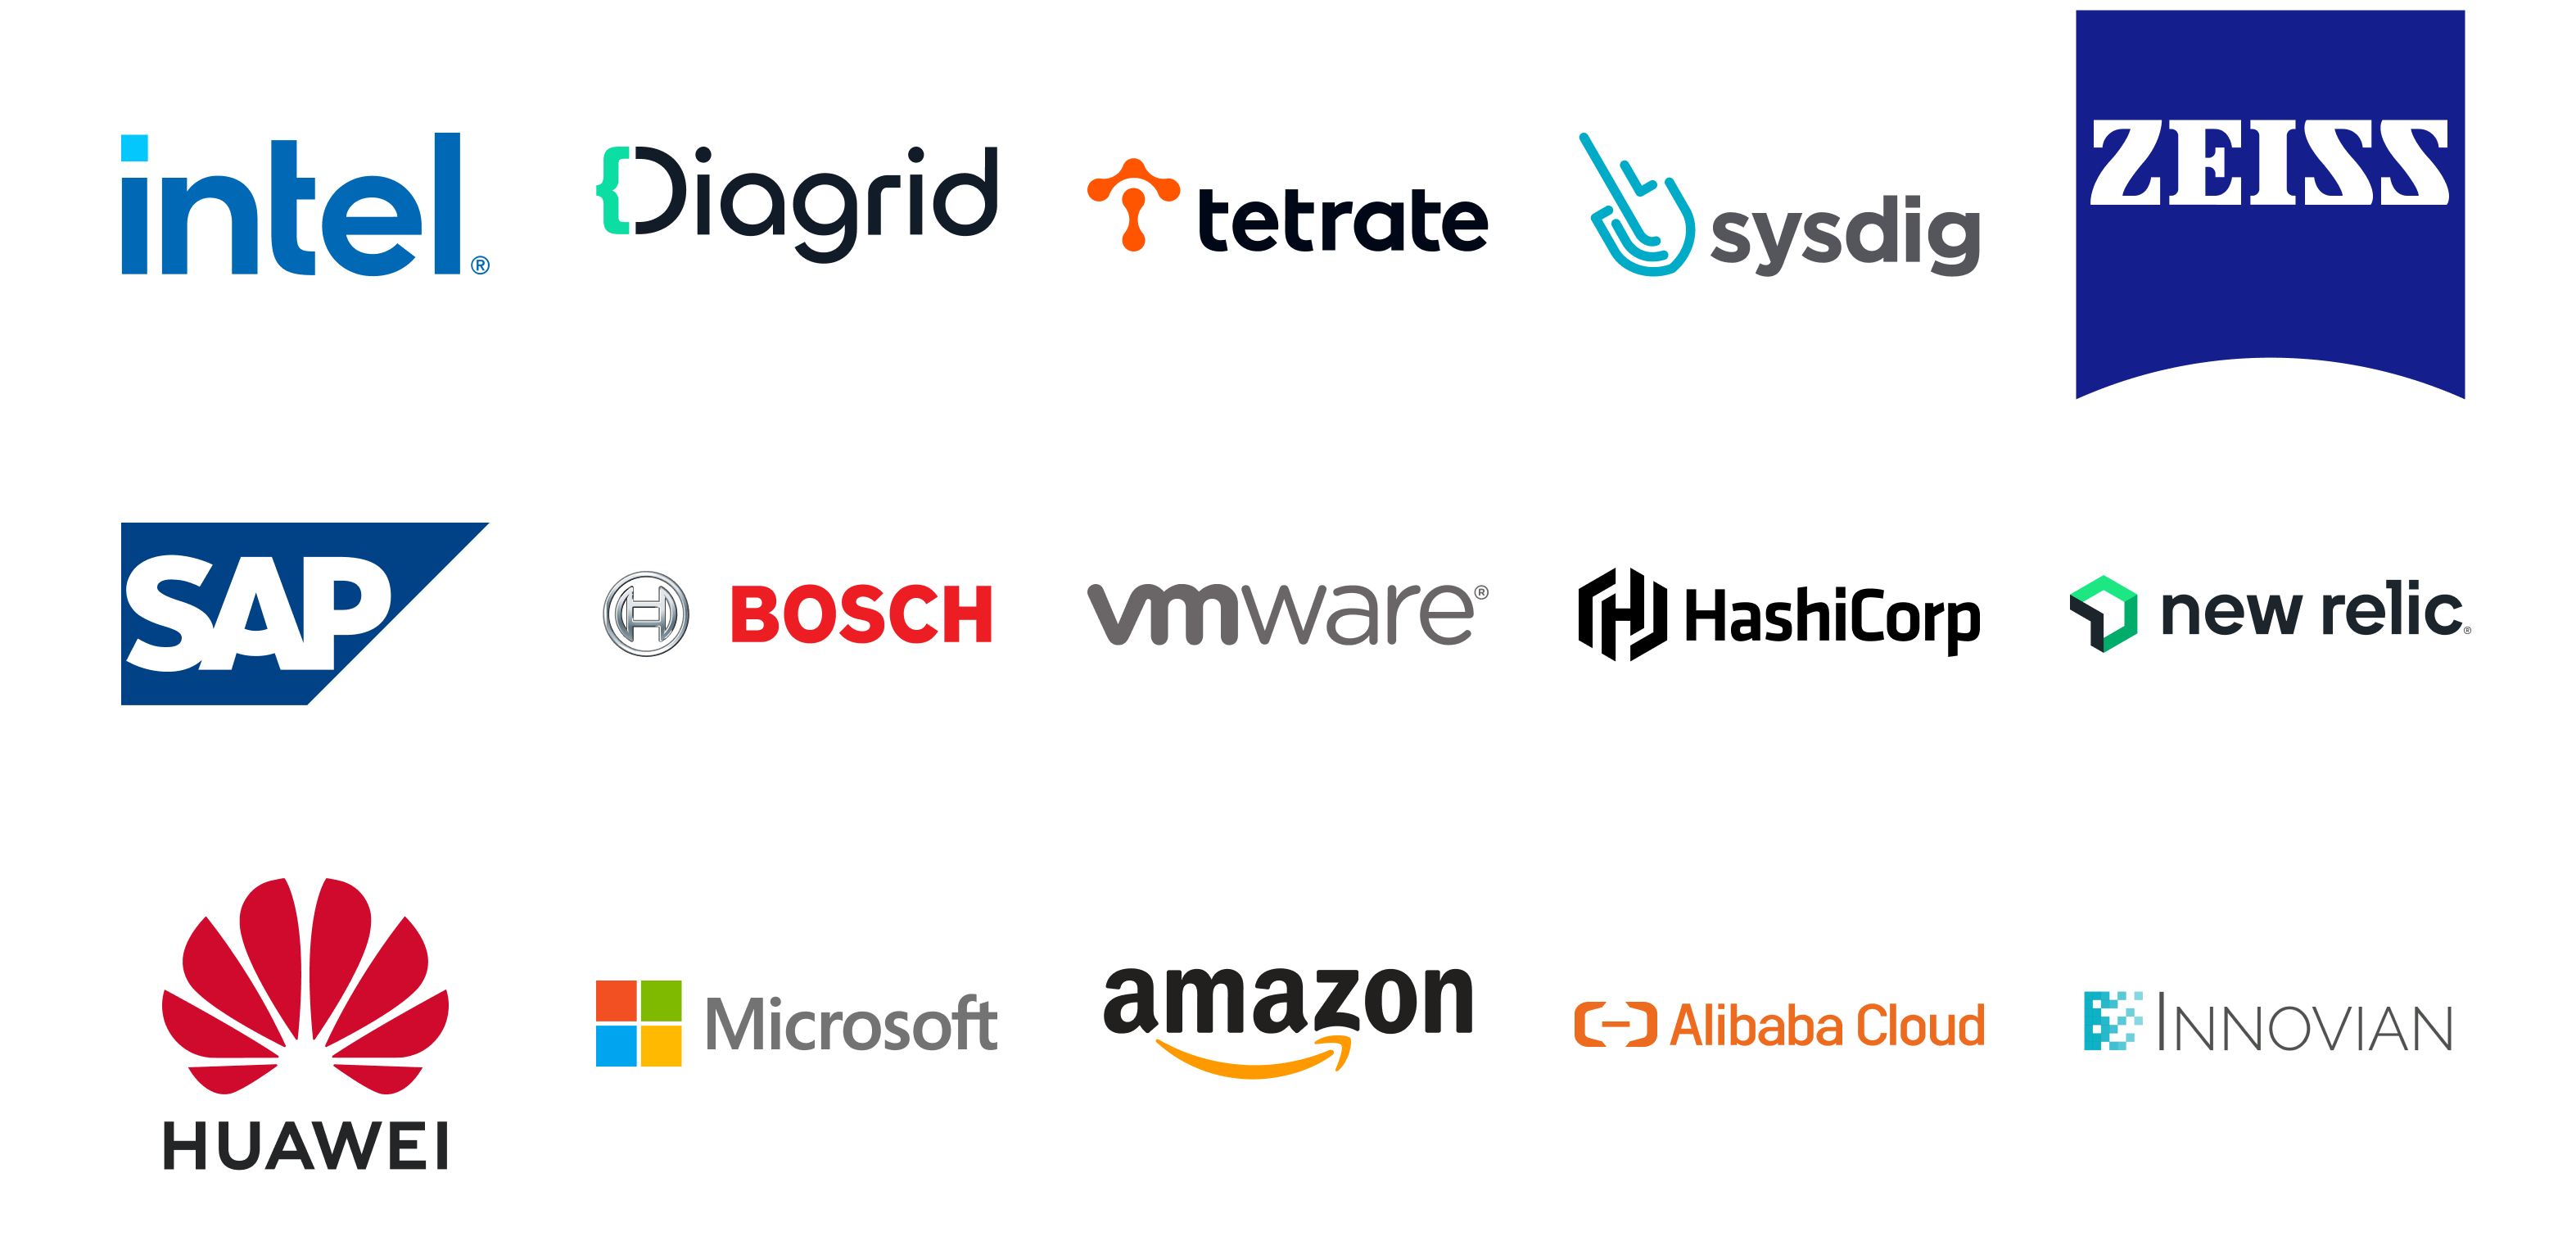 intel®
Diagrid
tetrate
sysdig
ZEISS
SAP
BOSCH
vmware®
HashiCorp
new relic®
HUAWEI
Microsoft
amazon
Alibaba Cloud
INNOVIAN